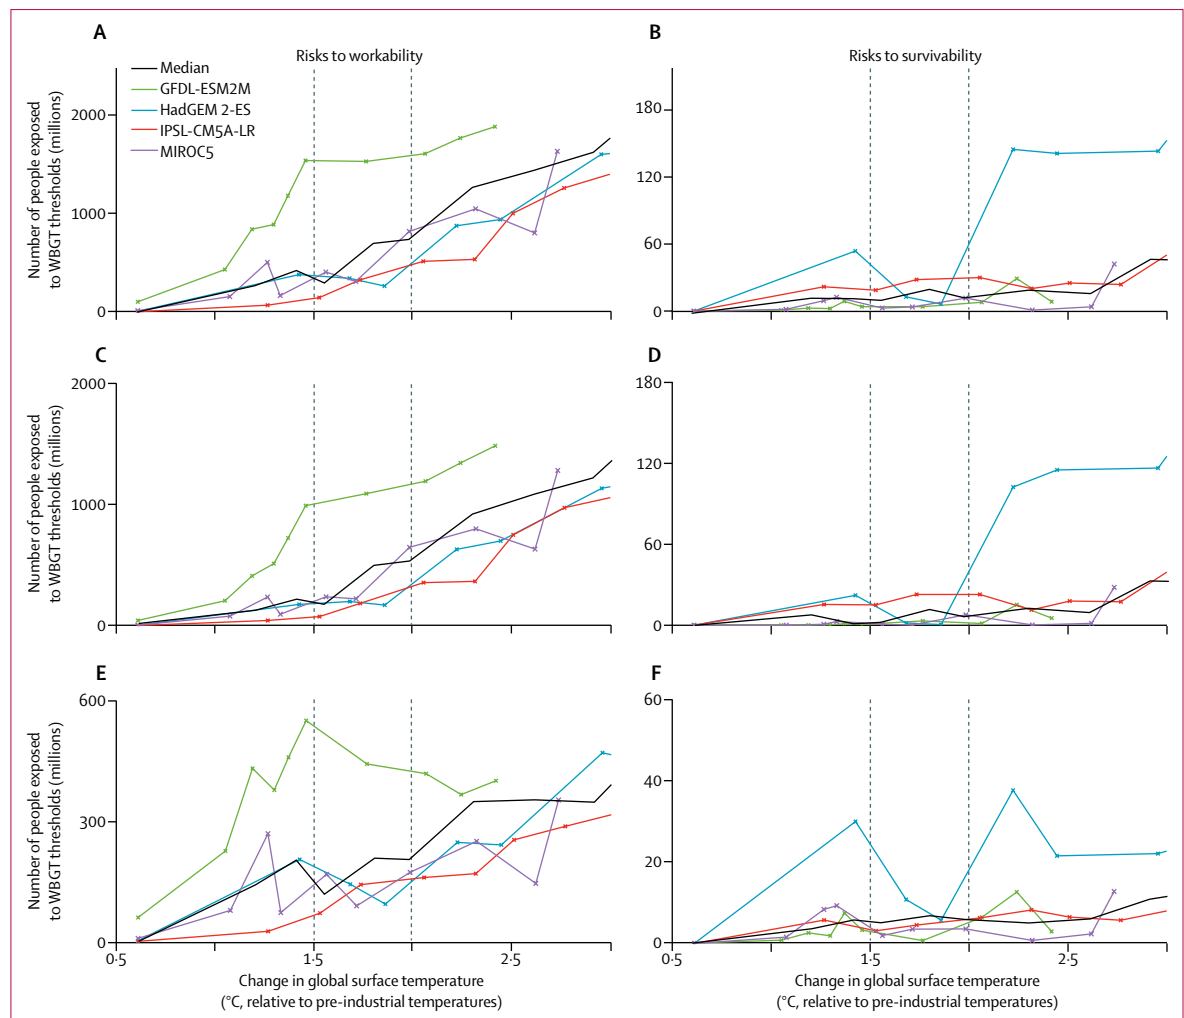 A
Risks to workability
Median
GFDL-ESM2M
HadGEM 2-ES
IPSL-CM5A-LR
MIROC5
Number of people exposed
to WBGT thresholds (millions)
2000
1000
0
B
Risks to survivability
180
120
60
0
C
Number of people exposed
to WBGT thresholds (millions)
2000
1000
0
D
180
120
60
0
E
Number of people exposed
to WBGT thresholds (millions)
600
300
0
0·5
1·5
2·5
Change in global surface temperature
(°C, relative to pre-industrial temperatures)
F
60
40
20
0
0·5
1·5
2·5
Change in global surface temperature
(°C, relative to pre-industrial temperatures)